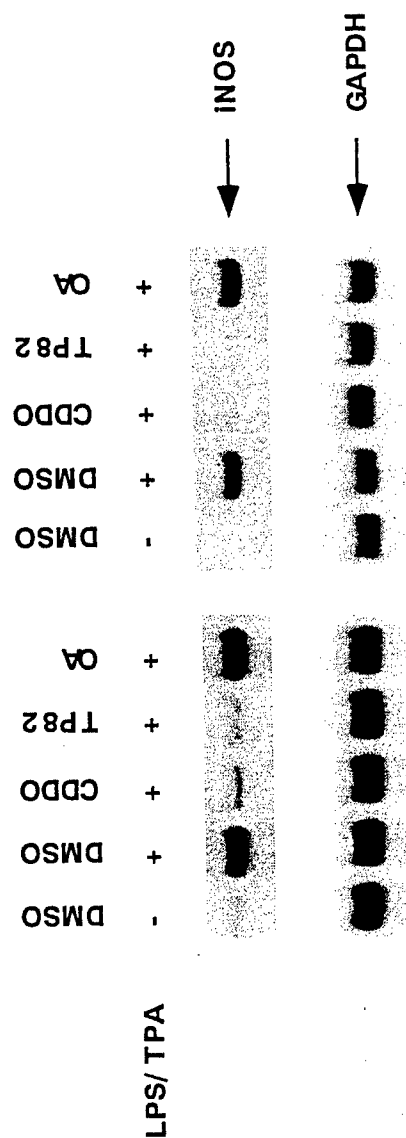 DMSO DMSO CDDO TP82 OA DMSO DMSO CDDO TP82 OA
LPS/TPA - + + + + - + + + +
iNOS
GAPDH